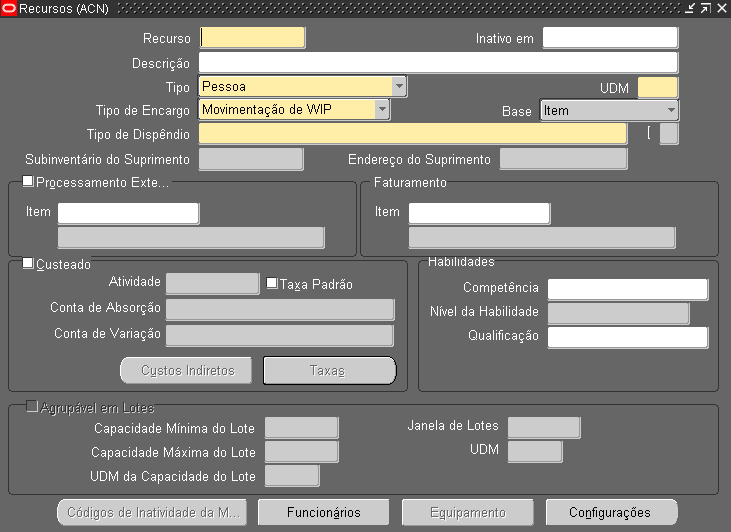 Recursos (ACN)
Recurso Inativo em
Descrição
Tipo Pessoa UDM
Tipo de Encargo Movimentação de WIP Base Item
Tipo de Dispêndio [
Subinventário do Suprimento Endereço do Suprimento
Processamento Exte... Faturamento
Item Item
Custeado Habilidades
Atividade Taxa Padrão Competência
Conta de Absorção Nível da Habilidade
Conta de Variação Qualificação
Custos Indiretos Taxas
Agrupável em Lotes
Capacidade Mínima do Lote Janela de Lotes
Capacidade Máxima do Lote UDM
UDM da Capacidade do Lote
Códigos de Inatividade da M... Funcionários Equipamento Configurações